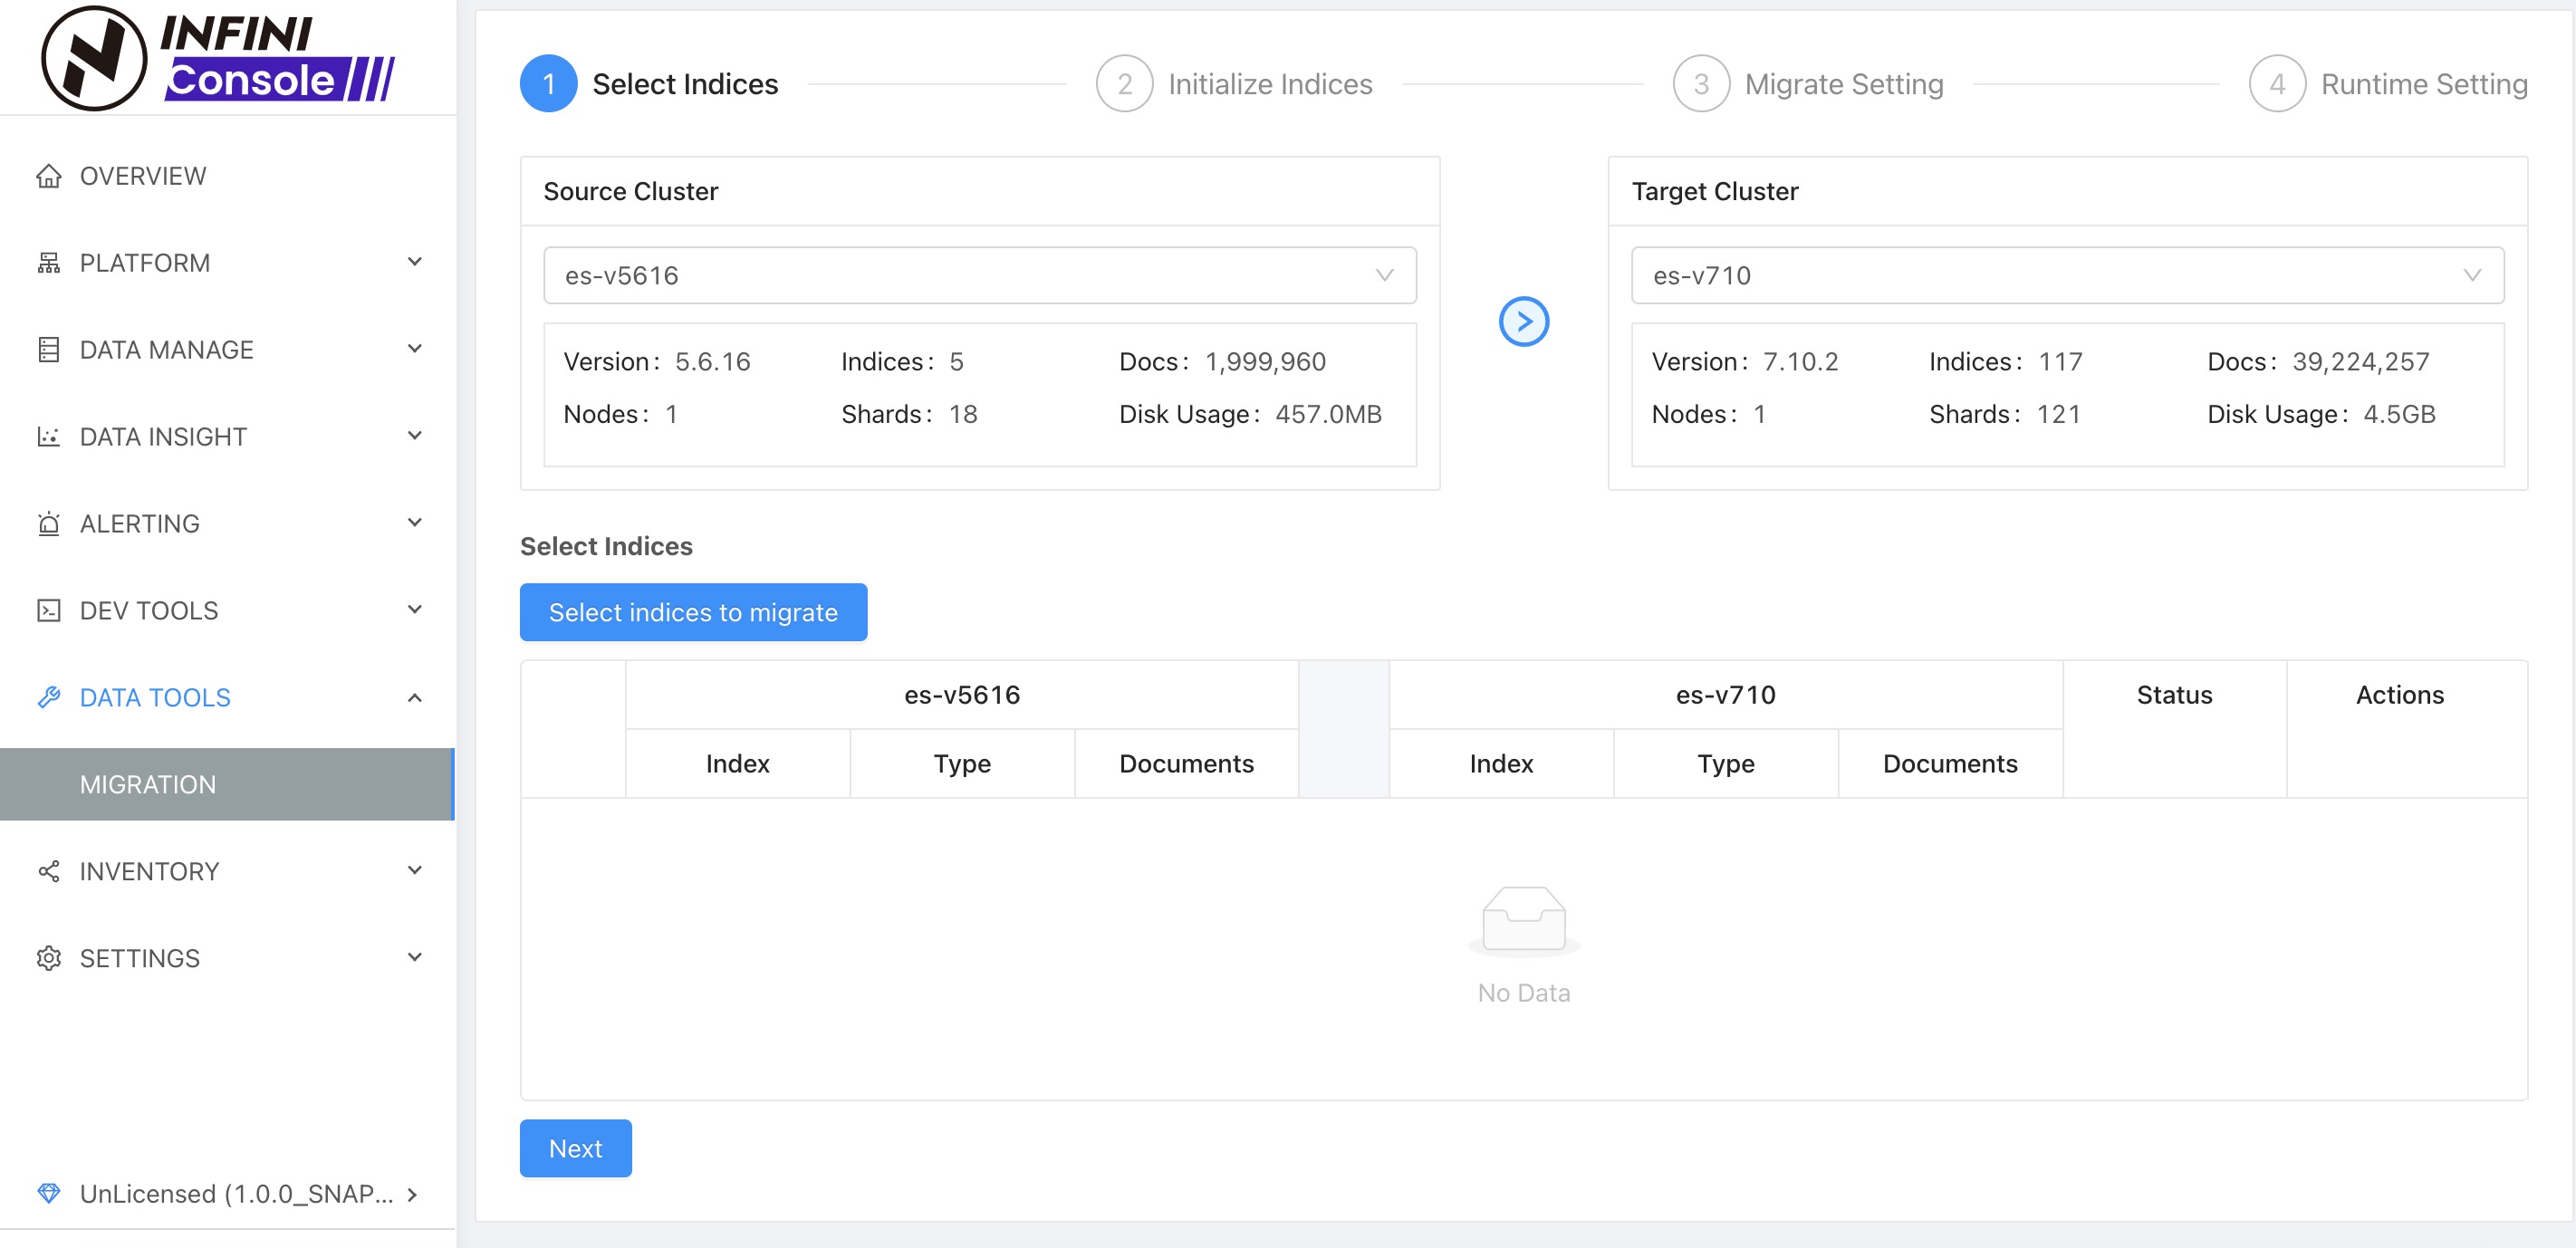 INFINI
Console
OVERVIEW
PLATFORM
DATA MANAGE
DATA INSIGHT
ALERTING
DEV TOOLS
DATA TOOLS
MIGRATION
INVENTORY
SETTINGS
UnLicensed (1.0.0_SNAP...
1 Select Indices
2 Initialize Indices
3 Migrate Setting
4 Runtime Setting
Source Cluster
es-v5616
Version: 5.6.16 Indices: 5 Docs: 1,999,960
Nodes: 1 Shards: 18 Disk Usage: 457.0MB
Target Cluster
es-v710
Version: 7.10.2 Indices: 117 Docs: 39,224,257
Nodes: 1 Shards: 121 Disk Usage: 4.5GB
Select Indices
Select indices to migrate
es-v5616 es-v710 Status Actions
Index Type Documents Index Type Documents
No Data
Next